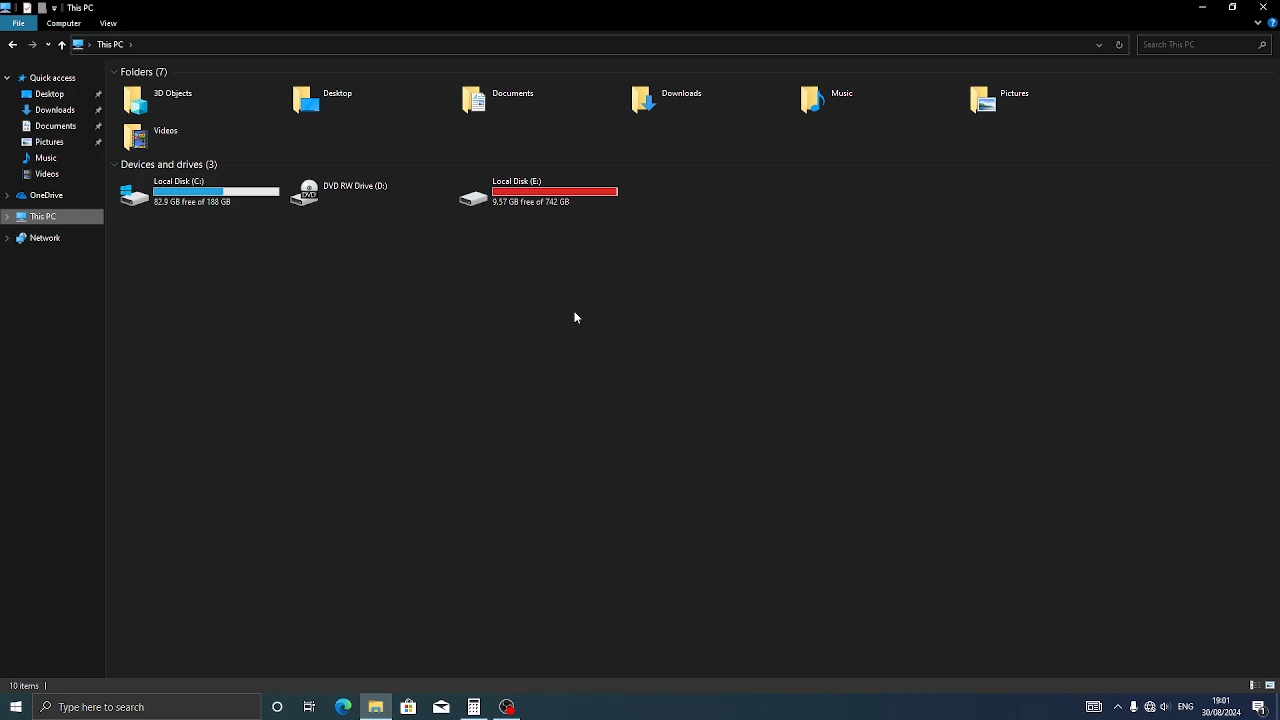 This PC
File Computer View
This PC
Search This PC
Quick access
Desktop
Downloads
Documents
Pictures
Music
Videos
OneDrive
This PC
Network
Folders (7)
3D Objects
Desktop
Documents
Downloads
Music
Pictures
Videos
Devices and drives (3)
Local Disk (C:)
82.9 GB free of 188 GB
DVD RW Drive (D:)
DVD
Local Disk (E:)
9.57 GB free of 742 GB
10 items
Type here to search
ENG
19:01
30/08/2024